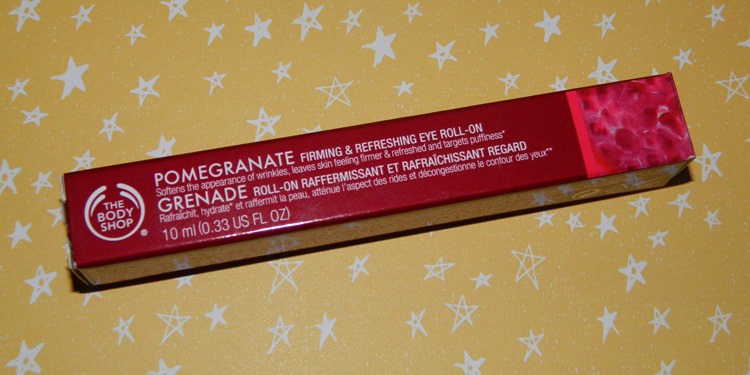 THE
BODY
SHOP
®
POMEGRANATE FIRMING & REFRESHING EYE ROLL-ON
Softens the appearance of wrinkles, leaves skin feeling firmer & refreshed and targets puffiness*
GRENADE ROLL-ON RAFFERMISSANT ET RAFRAÎCHISSANT REGARD
Rafraîchit, hydrate* et raffermit la peau, atténue l'aspect des rides et décongestionne le contour des yeux**
10 ml (0.33 US FL OZ)